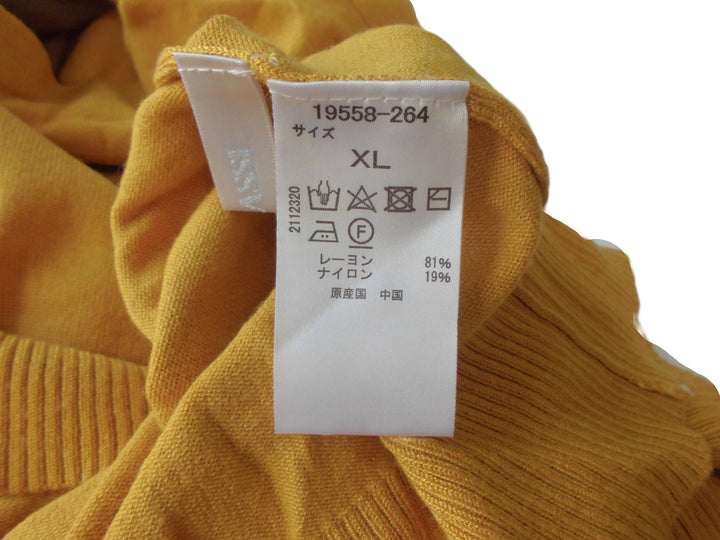 19558-264
サイズ
XL
2112320
F
レーヨン 81%
ナイロン 19%
原産国 中国